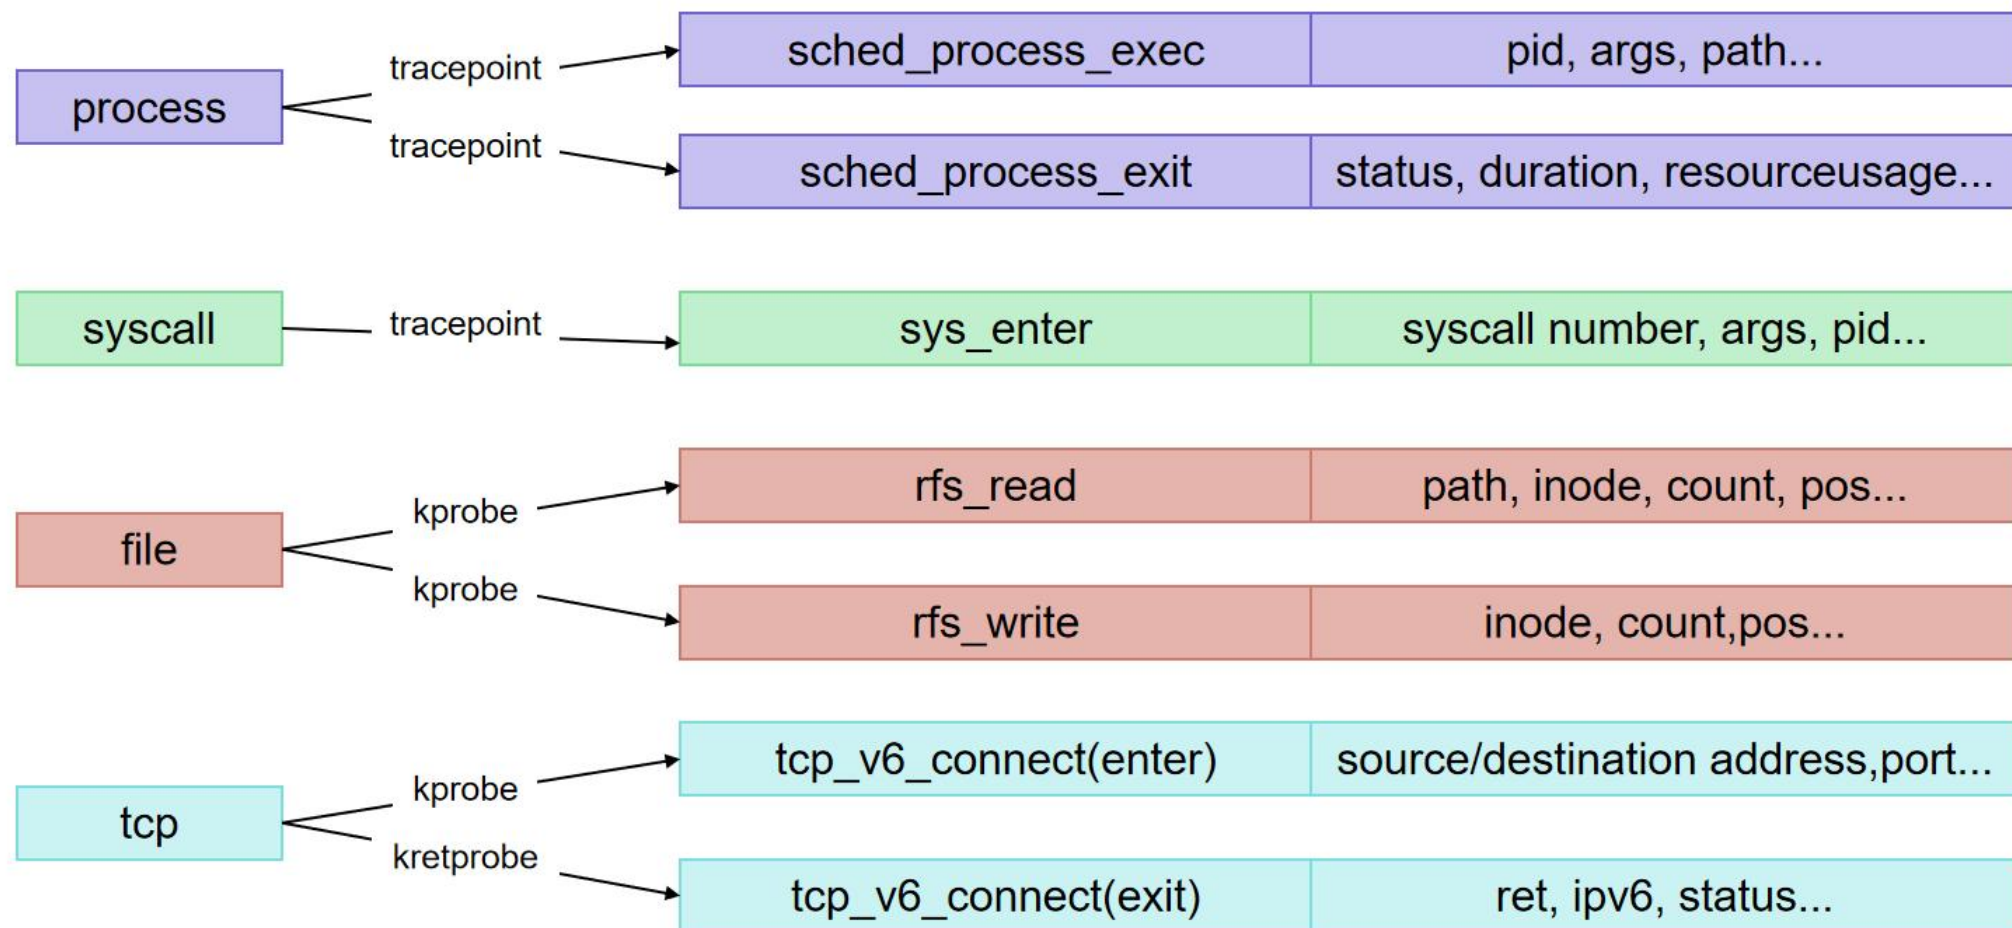 process
tracepoint
sched_process_exec
pid, args, path...
tracepoint
sched_process_exit
status, duration, resourceusage...
syscall
tracepoint
sys_enter
syscall number, args, pid...
file
kprobe
rfs_read
path, inode, count, pos...
kprobe
rfs_write
inode, count,pos...
tcp
kprobe
tcp_v6_connect(enter)
source/destination address,port...
kretprobe
tcp_v6_connect(exit)
ret, ipv6, status...